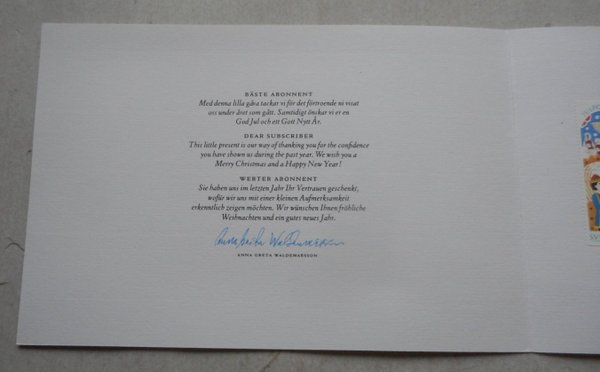 BÄSTE ABONNENT
Med denna lilla gåva tackar vi för det förtroende ni visat
oss under året som gått. Samtidigt önskar vi er en
God Jul och ett Gott Nytt År.
DEAR SUBSCRIBER
This little present is our way of thanking you for the confidence
you have shown us during the past year. We wish you a
Merry Christmas and a Happy New Year!
WERTER ABONNENT
Sie haben uns im letzten Jahr Ihr Vertrauen geschenkt,
wofür wir uns mit einer kleinen Aufmerksamkeit
erkenntlich zeigen möchten. Wir wünschen Ihnen fröhliche
Weihnachten und ein gutes neues Jahr.
Anna Greta Waldemarsson
ANNA GRETA WALDEMARSSON